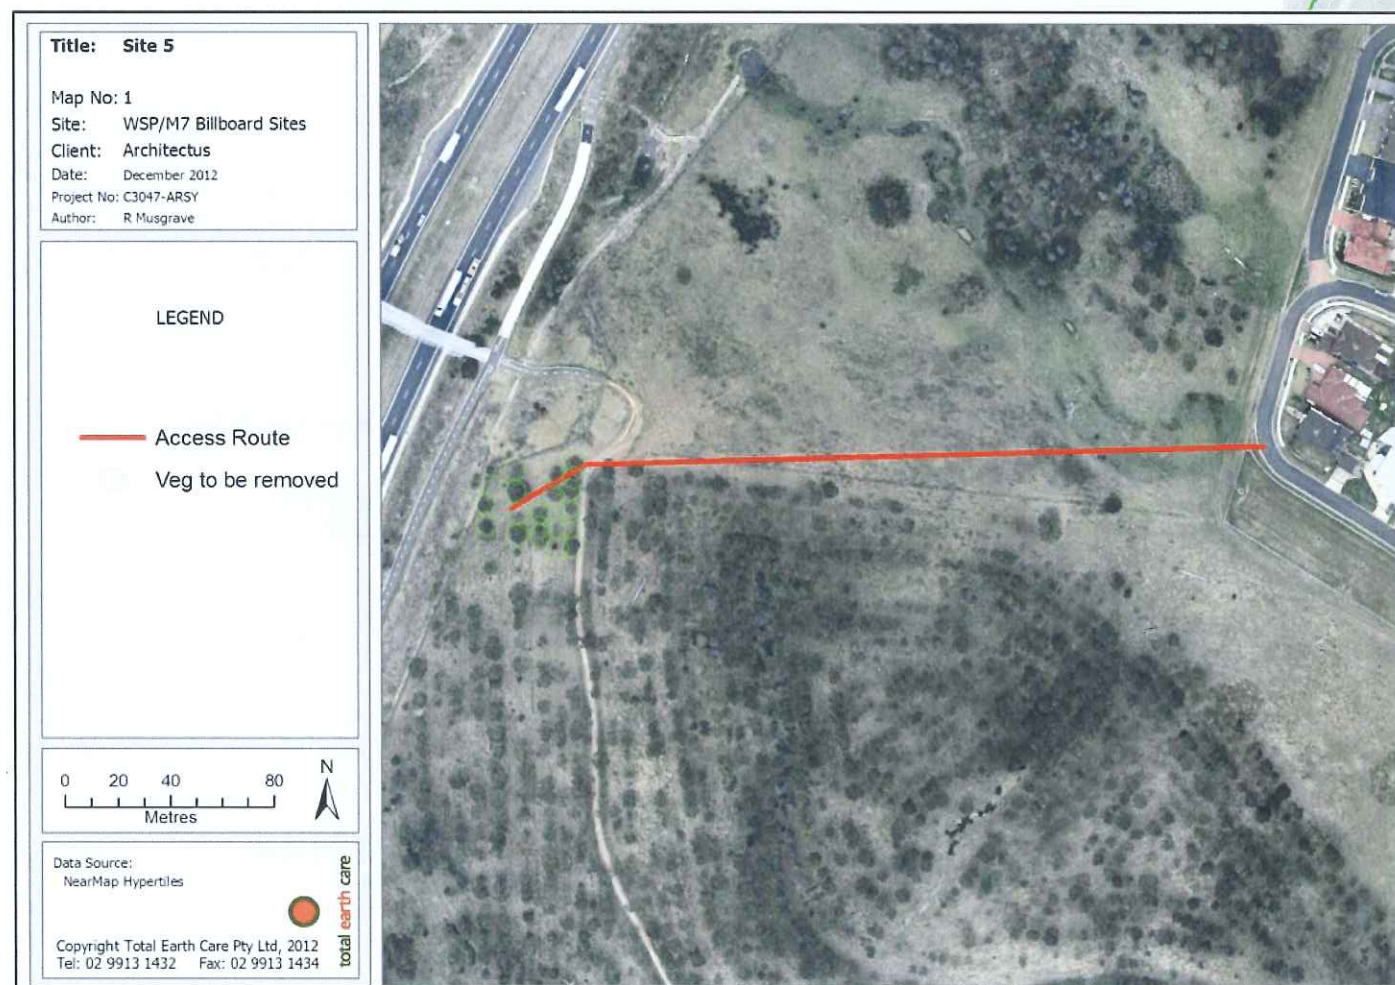 Title: Site 5
Map No: 1
Site: WSP/M7 Billboard Sites
Client: Architectus
Date: December 2012
Project No: C3047-ARSY
Author: R Musgrave
LEGEND
Access Route
Veg to be removed
0 20 40 80
Metres
N
Data Source:
NearMap Hypertiles
total earth care
Copyright Total Earth Care Pty Ltd, 2012
Tel: 02 9913 1432 Fax: 02 9913 1434